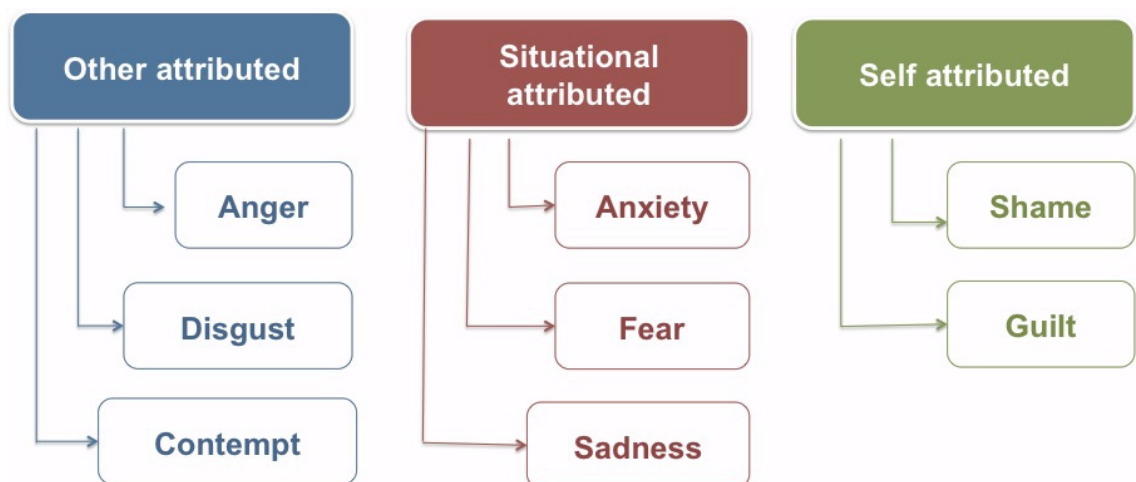 Other attributed
Situational
attributed
Self attributed
Anger
Anxiety
Shame
Disgust
Fear
Guilt
Contempt
Sadness